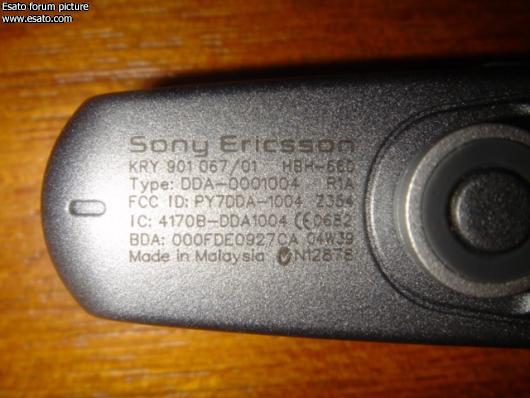 Esato forum picture
www.esato.com
Sony Ericsson
KRY 901 067/01 HBH-660
Type: DDA-0001004 R1A
FCC ID: PY7DDA-1004 Z354
IC: 4170B-DDA1004 CE0682
BDA: 000FDE0927CA 04W39
Made in Malaysia N12878